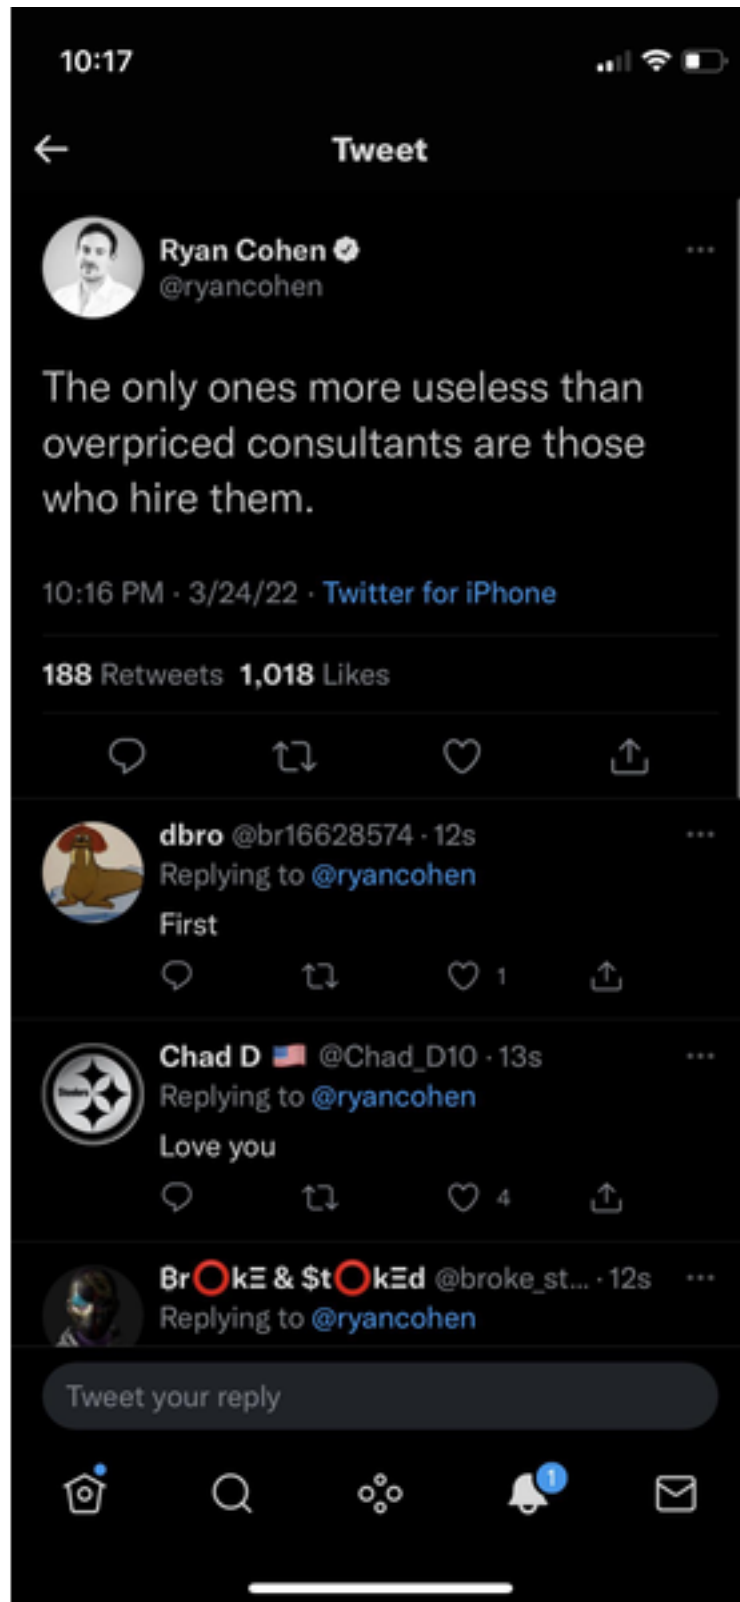 10:17
Tweet
Ryan Cohen
@ryancohen
The only ones more useless than
overpriced consultants are those
who hire them.
10:16 PM · 3/24/22 · Twitter for iPhone
188 Retweets 1,018 Likes
dbro @br16628574 · 12s
Replying to @ryancohen
First
1
Chad D 🇺🇸 @Chad_D10 · 13s
Replying to @ryancohen
Love you
4
₿r⭕kΞ & $t⭕kΞd @broke_st... · 12s
Replying to @ryancohen
Tweet your reply
1